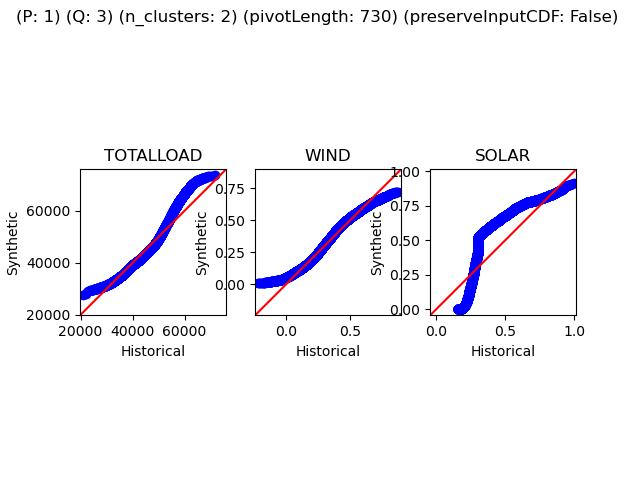 (P: 1) (Q: 3) (n_clusters: 2) (pivotLength: 730) (preserveInputCDF: False)
TOTALLOAD
Synthetic
60000
40000
20000
20000 40000 60000
Historical
WIND
Synthetic
0.75
0.50
0.25
0.00
0.0 0.5
Historical
SOLAR
Synthetic
1.00
0.75
0.50
0.25
0.00
0.0 0.5 1.0
Historical